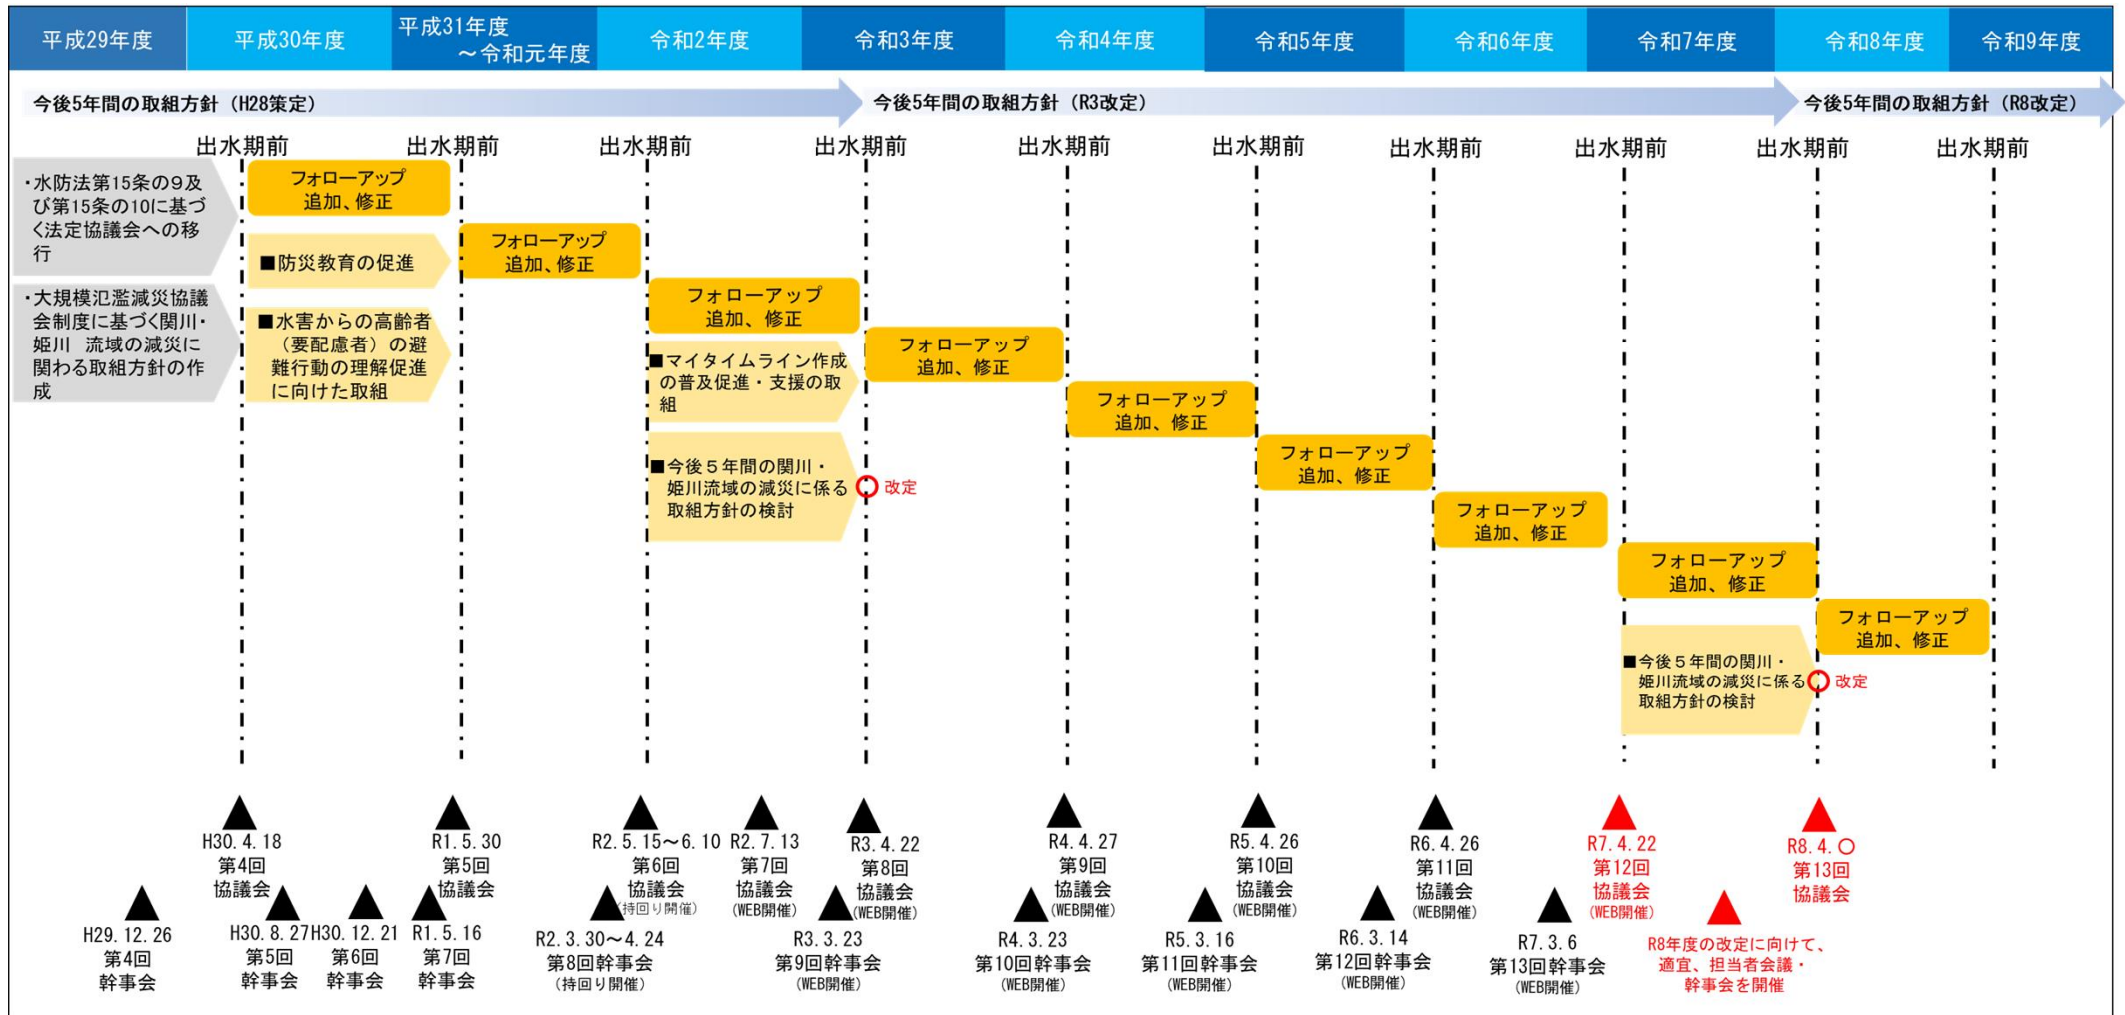 平成29年度
平成30年度
平成31年度
～令和元年度
令和2年度
令和3年度
令和4年度
令和5年度
令和6年度
令和7年度
令和8年度
令和9年度
今後5年間の取組方針（H28策定）
今後5年間の取組方針（R3改定）
今後5年間の取組方針（R8改定）
出水期前
出水期前
出水期前
出水期前
出水期前
出水期前
出水期前
出水期前
出水期前
出水期前
・水防法第15条の9及
び第15条の10に基づ
く法定協議会への移
行
・大規模氾濫減災協議
会制度に基づく関川・
姫川 流域の減災に
関わる取組方針の作
成
フォローアップ
追加、修正
■防災教育の促進
■水害からの高齢者
（要配慮者）の避
難行動の理解促進
に向けた取組
フォローアップ
追加、修正
フォローアップ
追加、修正
■マイタイムライン作成
の普及促進・支援の取
組
■今後５年間の関川・
姫川流域の減災に係る
取組方針の検討
改定
フォローアップ
追加、修正
フォローアップ
追加、修正
フォローアップ
追加、修正
フォローアップ
追加、修正
フォローアップ
追加、修正
フォローアップ
追加、修正
■今後５年間の関川・
姫川流域の減災に係る
取組方針の検討
改定
H30.4.18
第4回
協議会
R1.5.30
第5回
協議会
R2.5.15～6.10
第6回
協議会
（持回り開催）
R2.7.13
第7回
協議会
（WEB開催）
R3.4.22
第8回
協議会
（WEB開催）
R4.4.27
第9回
協議会
（WEB開催）
R5.4.26
第10回
協議会
（WEB開催）
R6.4.26
第11回
協議会
（WEB開催）
R7.4.22
第12回
協議会
（WEB開催）
R8.4.〇
第13回
協議会
H29.12.26
第4回
幹事会
H30.8.27
第5回
幹事会
H30.12.21
第6回
幹事会
R1.5.16
第7回
幹事会
R2.3.30～4.24
第8回幹事会
（持回り開催）
R3.3.23
第9回幹事会
（WEB開催）
R4.3.23
第10回幹事会
（WEB開催）
R5.3.16
第11回幹事会
（WEB開催）
R6.3.14
第12回幹事会
（WEB開催）
R7.3.6
第13回幹事会
（WEB開催）
R8年度の改定に向けて、
適宜、担当者会議・
幹事会を開催